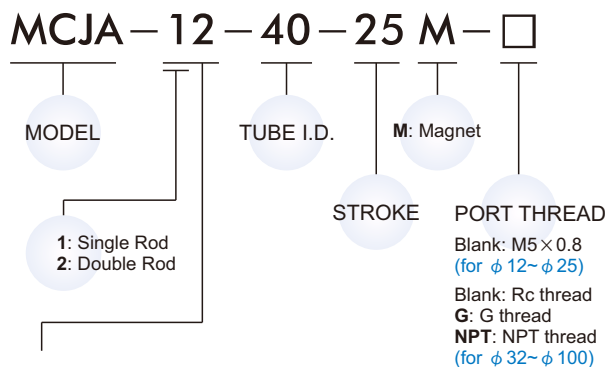 MCJA – 12 – 40 – 25 M – □
MODEL
TUBE I.D.
M: Magnet
1: Single Rod
2: Double Rod
STROKE
PORT THREAD
Blank: M5×0.8
(for φ12~φ25)
Blank: Rc thread
G: G thread
NPT: NPT thread
(for φ32~φ100)